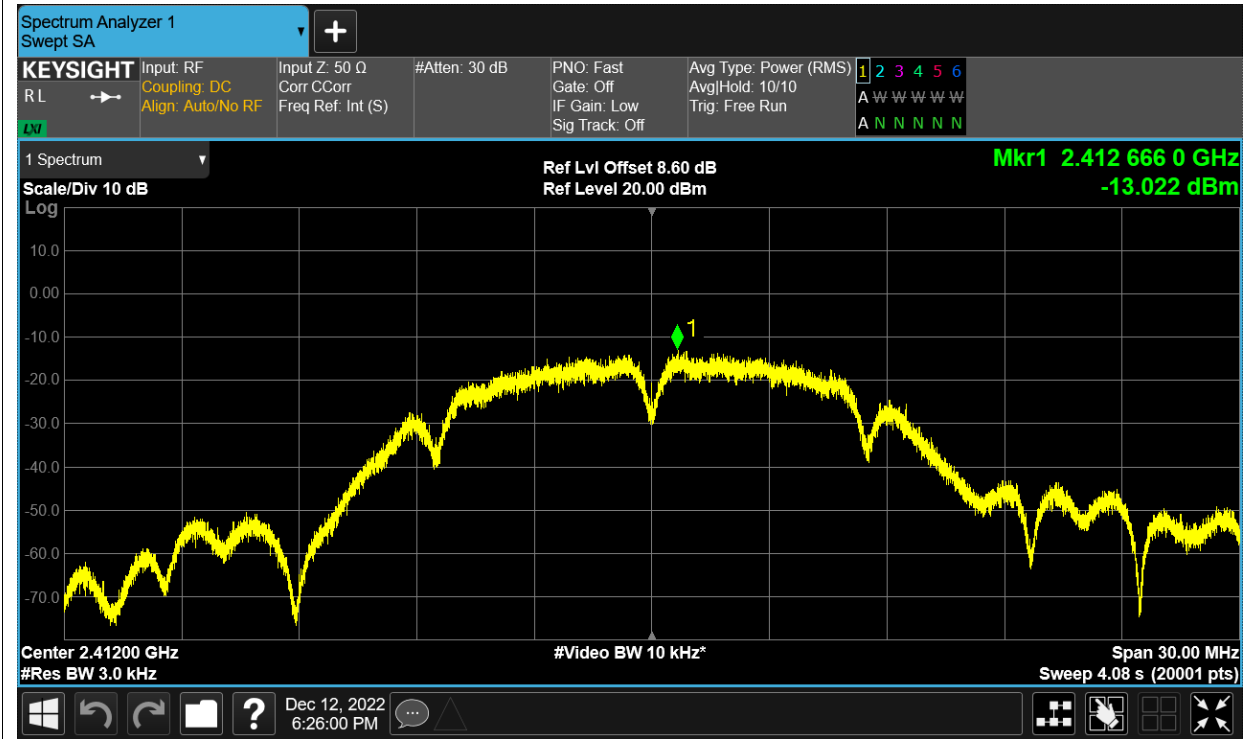 Spectrum Analyzer 1
Swept SA
KEYSIGHT
R L
LXI
Input: RF
Coupling: DC
Align: Auto/No RF
Input Z: 50 Ω
Corr CCorr
Freq Ref: Int (S)
#Atten: 30 dB
PNO: Fast
Gate: Off
IF Gain: Low
Sig Track: Off
Avg Type: Power (RMS)
Avg|Hold: 10/10
Trig: Free Run
1 2 3 4 5 6
A W W W W W
A N N N N N
1 Spectrum
Scale/Div 10 dB
Log
Ref Lvl Offset 8.60 dB
Ref Level 20.00 dBm
Mkr1 2.412 666 0 GHz
-13.022 dBm
10.0
0.00
-10.0
-20.0
-30.0
-40.0
-50.0
-60.0
-70.0
1
Center 2.41200 GHz
#Res BW 3.0 kHz
#Video BW 10 kHz*
Span 30.00 MHz
Sweep 4.08 s (20001 pts)
?
Dec 12, 2022
6:26:00 PM